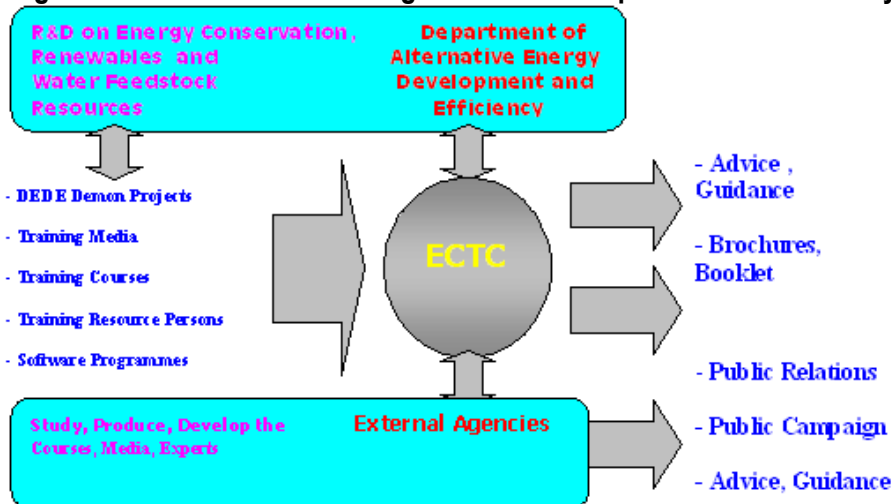 R&D on Energy Conservation,
Renewables and
Water Feedstock
Resources
Department of
Alternative Energy
Development and
Efficiency
- DEDE Demon Projects
- Training Media
- Training Courses
- Training Resource Persons
- Software Programmes
ECTC
- Advice ,
Guidance
- Brochures,
Booklet
Study, Produce, Develop the
Courses, Media, Experts
External Agencies
- Public Relations
- Public Campaign
- Advice, Guidance